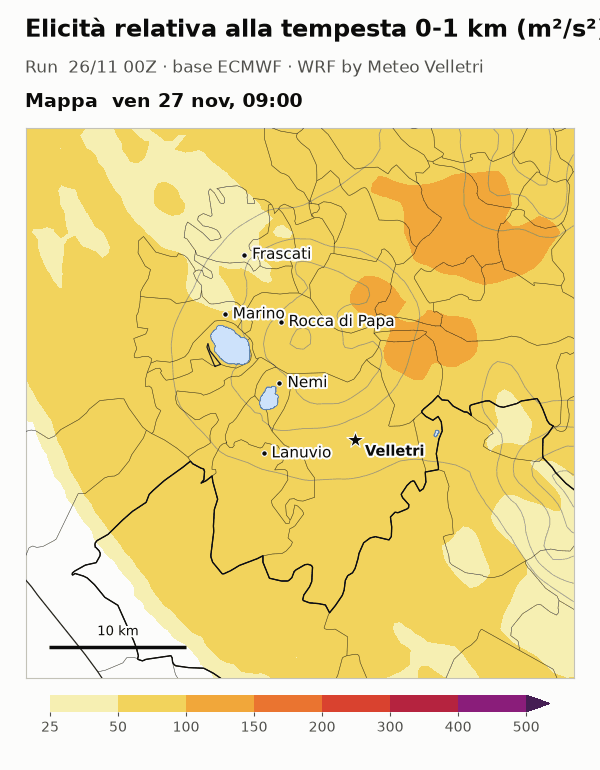 Elicità relativa alla tempesta 0-1 km (m²/s²)
Run  26/11 00Z · base ECMWF · WRF by Meteo Velletri
Mappa  ven 27 nov, 09:00
Frascati
Marino
Rocca di Papa
Nemi
Velletri
Lanuvio
10 km
25 50 100 150 200 300 400 500